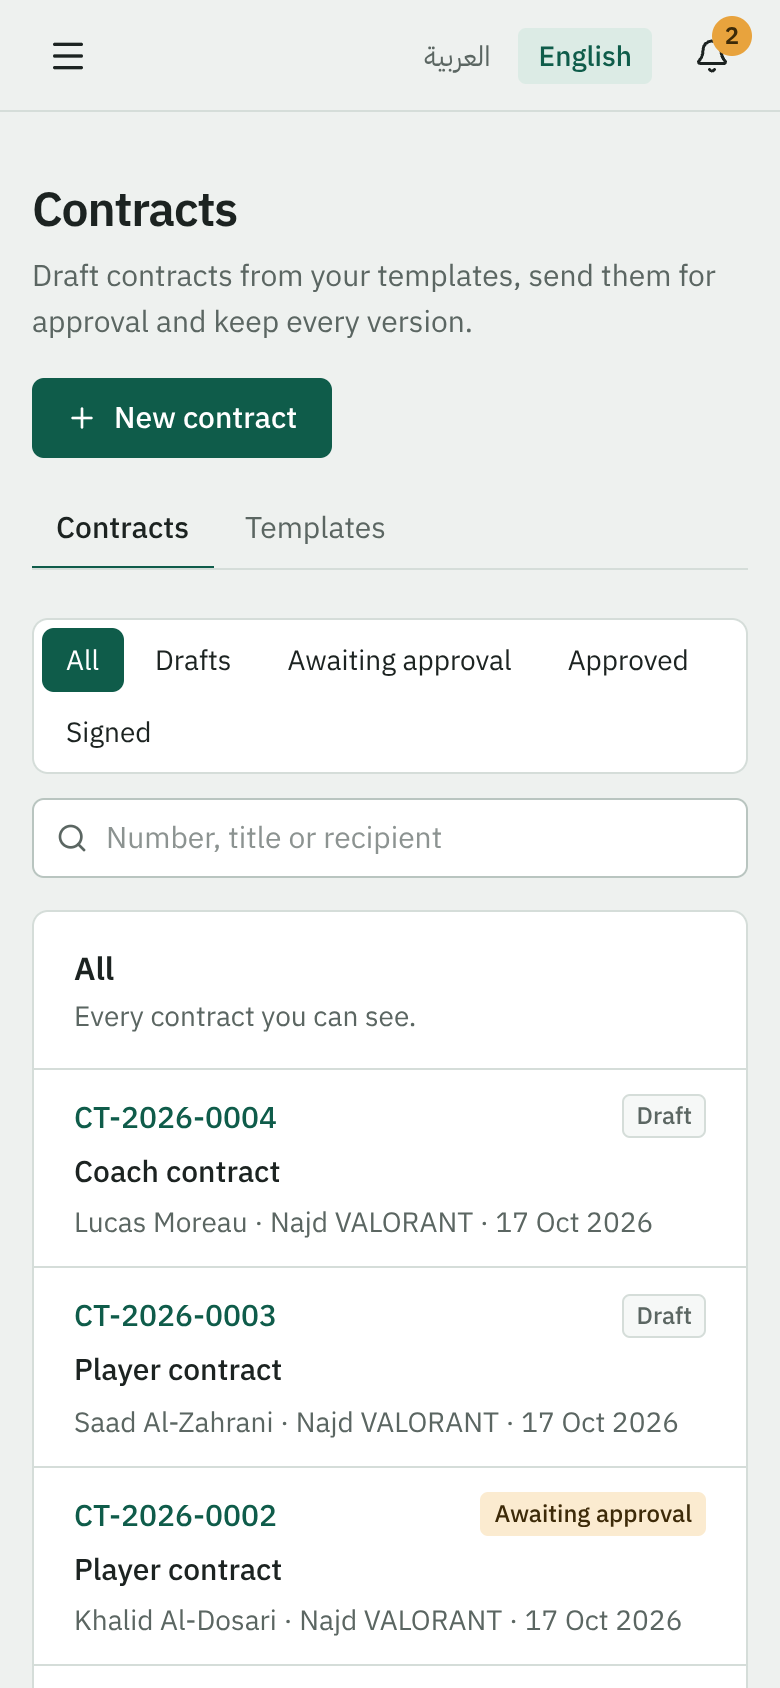 العربية English 2
Contracts
Draft contracts from your templates, send them for
approval and keep every version.
New contract
Contracts Templates
All Drafts Awaiting approval Approved
Signed
Number, title or recipient
All
Every contract you can see.
CT-2026-0004 Draft
Coach contract
Lucas Moreau · Najd VALORANT · 17 Oct 2026
CT-2026-0003 Draft
Player contract
Saad Al-Zahrani · Najd VALORANT · 17 Oct 2026
CT-2026-0002 Awaiting approval
Player contract
Khalid Al-Dosari · Najd VALORANT · 17 Oct 2026